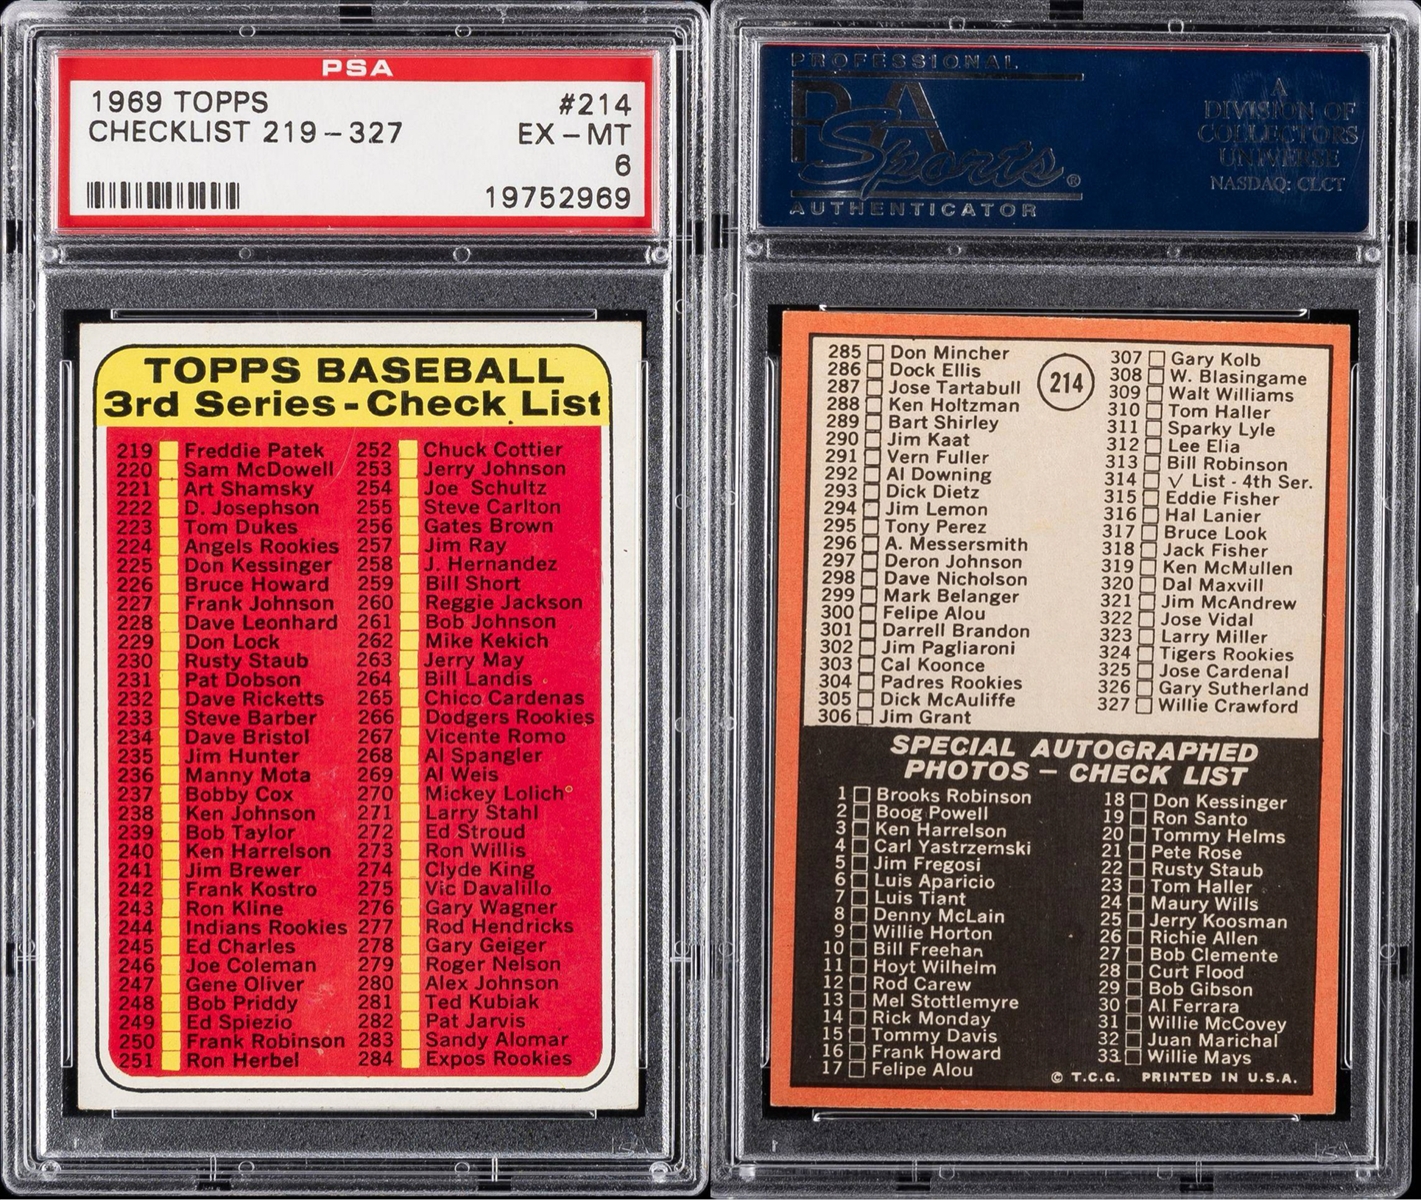 PSA
1969 TOPPS #214
CHECKLIST 219-327 EX-MT
6
19752969
TOPPS BASEBALL
3rd Series - Check List
219 Freddie Patek
220 Sam McDowell
221 Art Shamsky
222 D. Josephson
223 Tom Dukes
224 Angels Rookies
225 Don Kessinger
226 Bruce Howard
227 Frank Johnson
228 Dave Leonhard
229 Don Lock
230 Rusty Staub
231 Pat Dobson
232 Dave Ricketts
233 Steve Barber
234 Dave Bristol
235 Jim Hunter
236 Manny Mota
237 Bobby Cox
238 Ken Johnson
239 Bob Taylor
240 Ken Harrelson
241 Jim Brewer
242 Frank Kostro
243 Ron Kline
244 Indians Rookies
245 Ed Charles
246 Joe Coleman
247 Gene Oliver
248 Bob Priddy
249 Ed Spiezio
250 Frank Robinson
251 Ron Herbel
252 Chuck Cottier
253 Jerry Johnson
254 Joe Schultz
255 Steve Carlton
256 Gates Brown
257 Jim Ray
258 J. Hernandez
259 Bill Short
260 Reggie Jackson
261 Bob Johnson
262 Mike Kekich
263 Jerry May
264 Bill Landis
265 Chico Cardenas
266 Dodgers Rookies
267 Vicente Romo
268 Al Spangler
269 Al Weis
270 Mickey Lolich
271 Larry Stahl
272 Ed Stroud
273 Ron Willis
274 Clyde King
275 Vic Davalillo
276 Gary Wagner
277 Rod Hendricks
278 Gary Geiger
279 Roger Nelson
280 Alex Johnson
281 Ted Kubiak
282 Pat Jarvis
283 Sandy Alomar
284 Expos Rookies
PROFESSIONAL
PSA
Sports ®
AUTHENTICATOR
A
DIVISION OF
COLLECTORS
UNIVERSE
NASDAQ: CLCT
285 Don Mincher
286 Dock Ellis
287 Jose Tartabull
288 Ken Holtzman
289 Bart Shirley
290 Jim Kaat
291 Vern Fuller
292 Al Downing
293 Dick Dietz
294 Jim Lemon
295 Tony Perez
296 A. Messersmith
297 Deron Johnson
298 Dave Nicholson
299 Mark Belanger
300 Felipe Alou
301 Darrell Brandon
302 Jim Pagliaroni
303 Cal Koonce
304 Padres Rookies
305 Dick McAuliffe
306 Jim Grant
214
307 Gary Kolb
308 W. Blasingame
309 Walt Williams
310 Tom Haller
311 Sparky Lyle
312 Lee Elia
313 Bill Robinson
314 √ List - 4th Ser.
315 Eddie Fisher
316 Hal Lanier
317 Bruce Look
318 Jack Fisher
319 Ken McMullen
320 Dal Maxvill
321 Jim McAndrew
322 Jose Vidal
323 Larry Miller
324 Tigers Rookies
325 Jose Cardenal
326 Gary Sutherland
327 Willie Crawford
SPECIAL AUTOGRAPHED
PHOTOS - CHECK LIST
1 Brooks Robinson
2 Boog Powell
3 Ken Harrelson
4 Carl Yastrzemski
5 Jim Fregosi
6 Luis Aparicio
7 Luis Tiant
8 Denny McLain
9 Willie Horton
10 Bill Freehan
11 Hoyt Wilhelm
12 Rod Carew
13 Mel Stottlemyre
14 Rick Monday
15 Tommy Davis
16 Frank Howard
17 Felipe Alou
18 Don Kessinger
19 Ron Santo
20 Tommy Helms
21 Pete Rose
22 Rusty Staub
23 Tom Haller
24 Maury Wills
25 Jerry Koosman
26 Richie Allen
27 Bob Clemente
28 Curt Flood
29 Bob Gibson
30 Al Ferrara
31 Willie McCovey
32 Juan Marichal
33 Willie Mays
© T.C.G. PRINTED IN U.S.A.